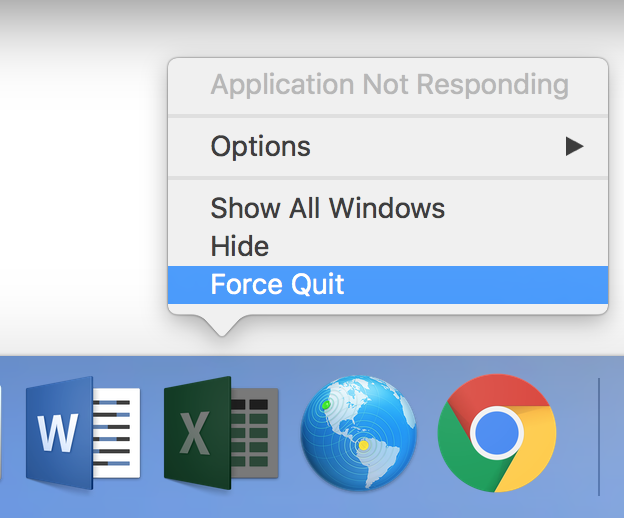 Application Not Responding
Options
Show All Windows
Hide
Force Quit
W
X